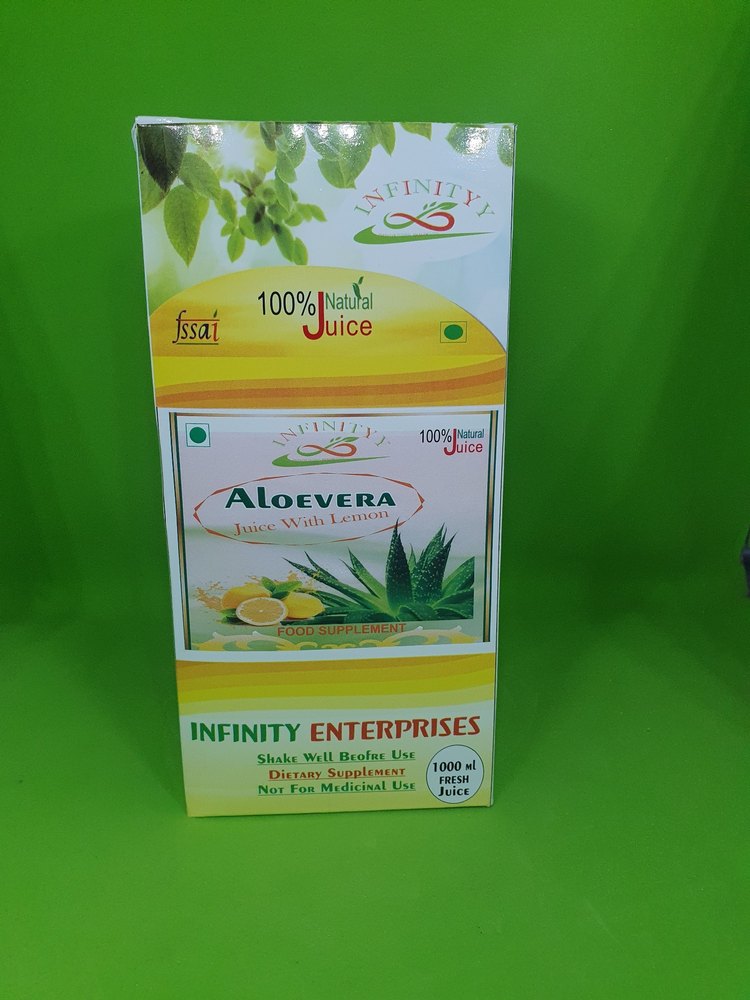 INFINITYY
100% Natural
Juice
fssai
INFINITYY
100% Natural
Juice
ALOEVERA
Juice With Lemon
FOOD SUPPLEMENT
INFINITY ENTERPRISES
SHAKE WELL BEOFRE USE
DIETARY SUPPLEMENT
NOT FOR MEDICINAL USE
1000 ml
FRESH
Juice